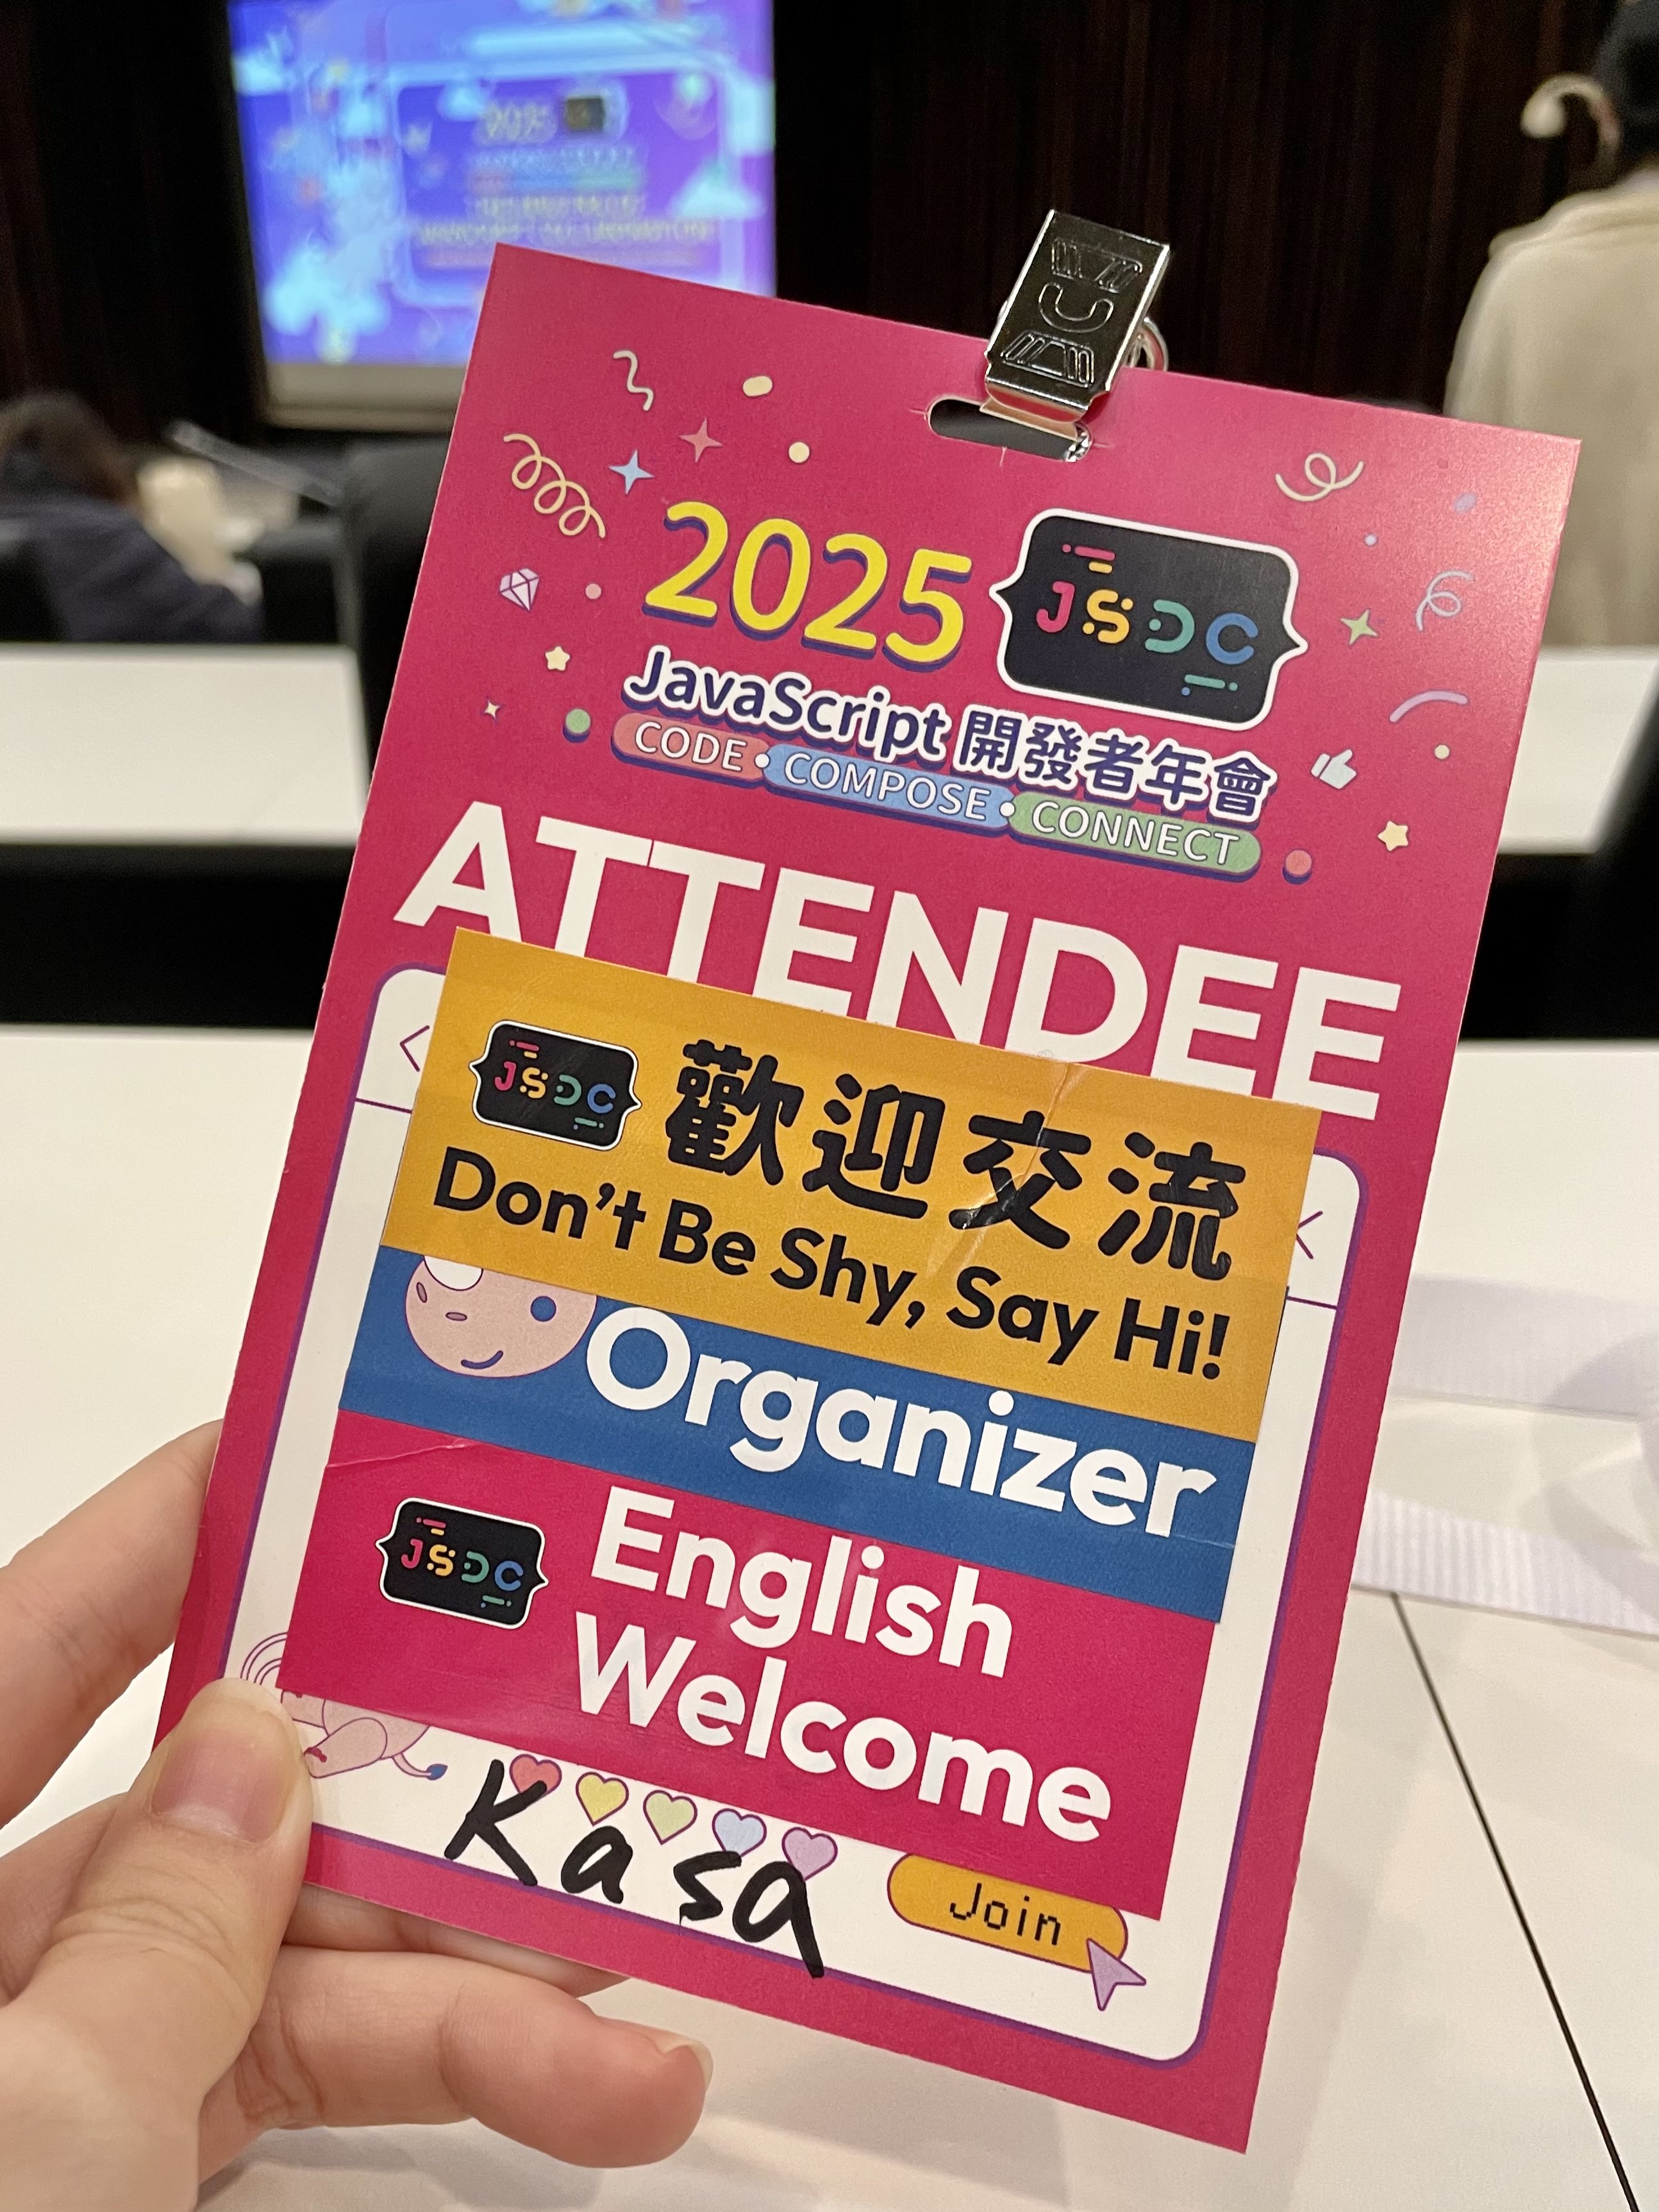 2025 JSDC
JavaScript 開發者年會
CODE • COMPOSE • CONNECT
ATTENDEE
JSDC 歡迎交流
Don't Be Shy, Say Hi!
Organizer
JSDC English
Welcome
Kasa
Join